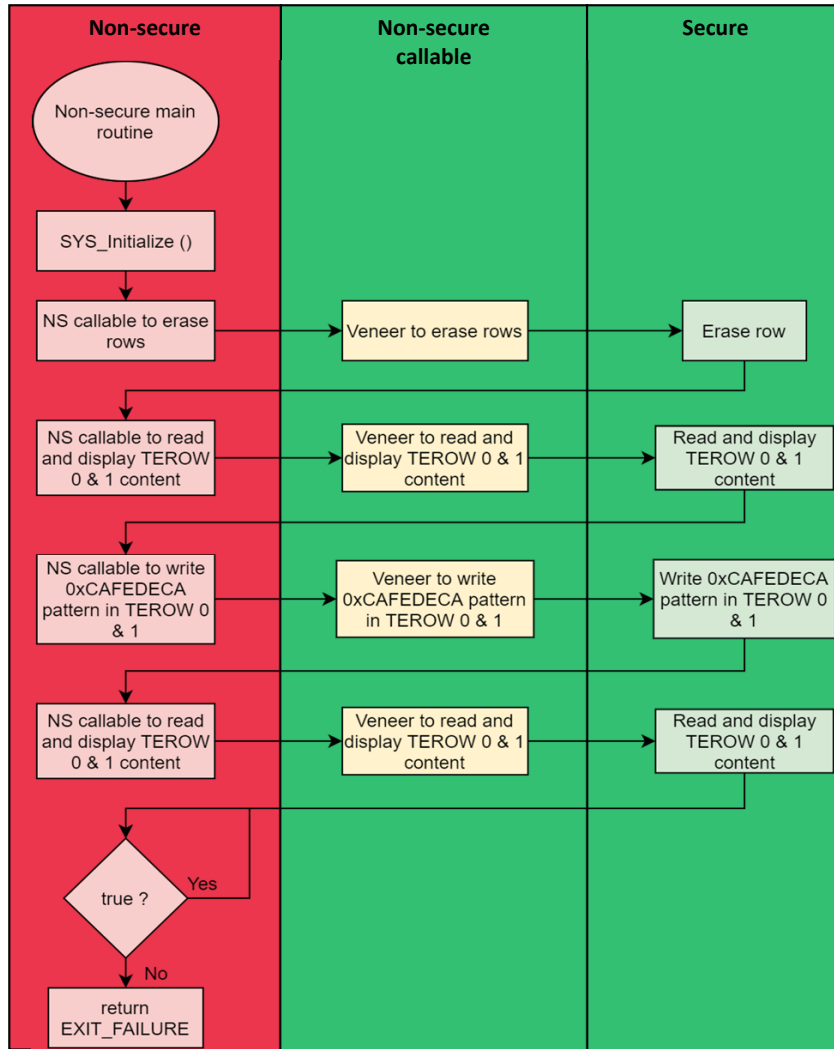 Non-secure
Non-secure
callable
Secure
Non-secure main
routine
SYS_Initialize ()
NS callable to erase
rows
Veneer to erase rows
Erase row
NS callable to read
and display TEROW
0 & 1 content
Veneer to read and
display TEROW 0 & 1
content
Read and display
TEROW 0 & 1
content
NS callable to write
0xCAFEDECA
pattern in TEROW 0
& 1
Veneer to write
0xCAFEDECA pattern
in TEROW 0 & 1
Write 0xCAFEDECA
pattern in TEROW 0
& 1
NS callable to read
and display TEROW
0 & 1 content
Veneer to read and
display TEROW 0 & 1
content
Read and display
TEROW 0 & 1
content
true ?
Yes
No
return
EXIT_FAILURE